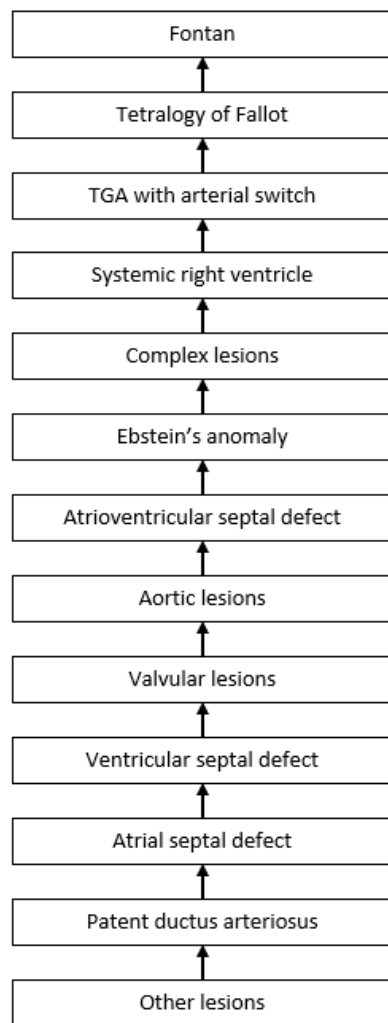 Fontan
Tetralogy of Fallot
TGA with arterial switch
Systemic right ventricle
Complex lesions
Ebstein’s anomaly
Atrioventricular septal defect
Aortic lesions
Valvular lesions
Ventricular septal defect
Atrial septal defect
Patent ductus arteriosus
Other lesions